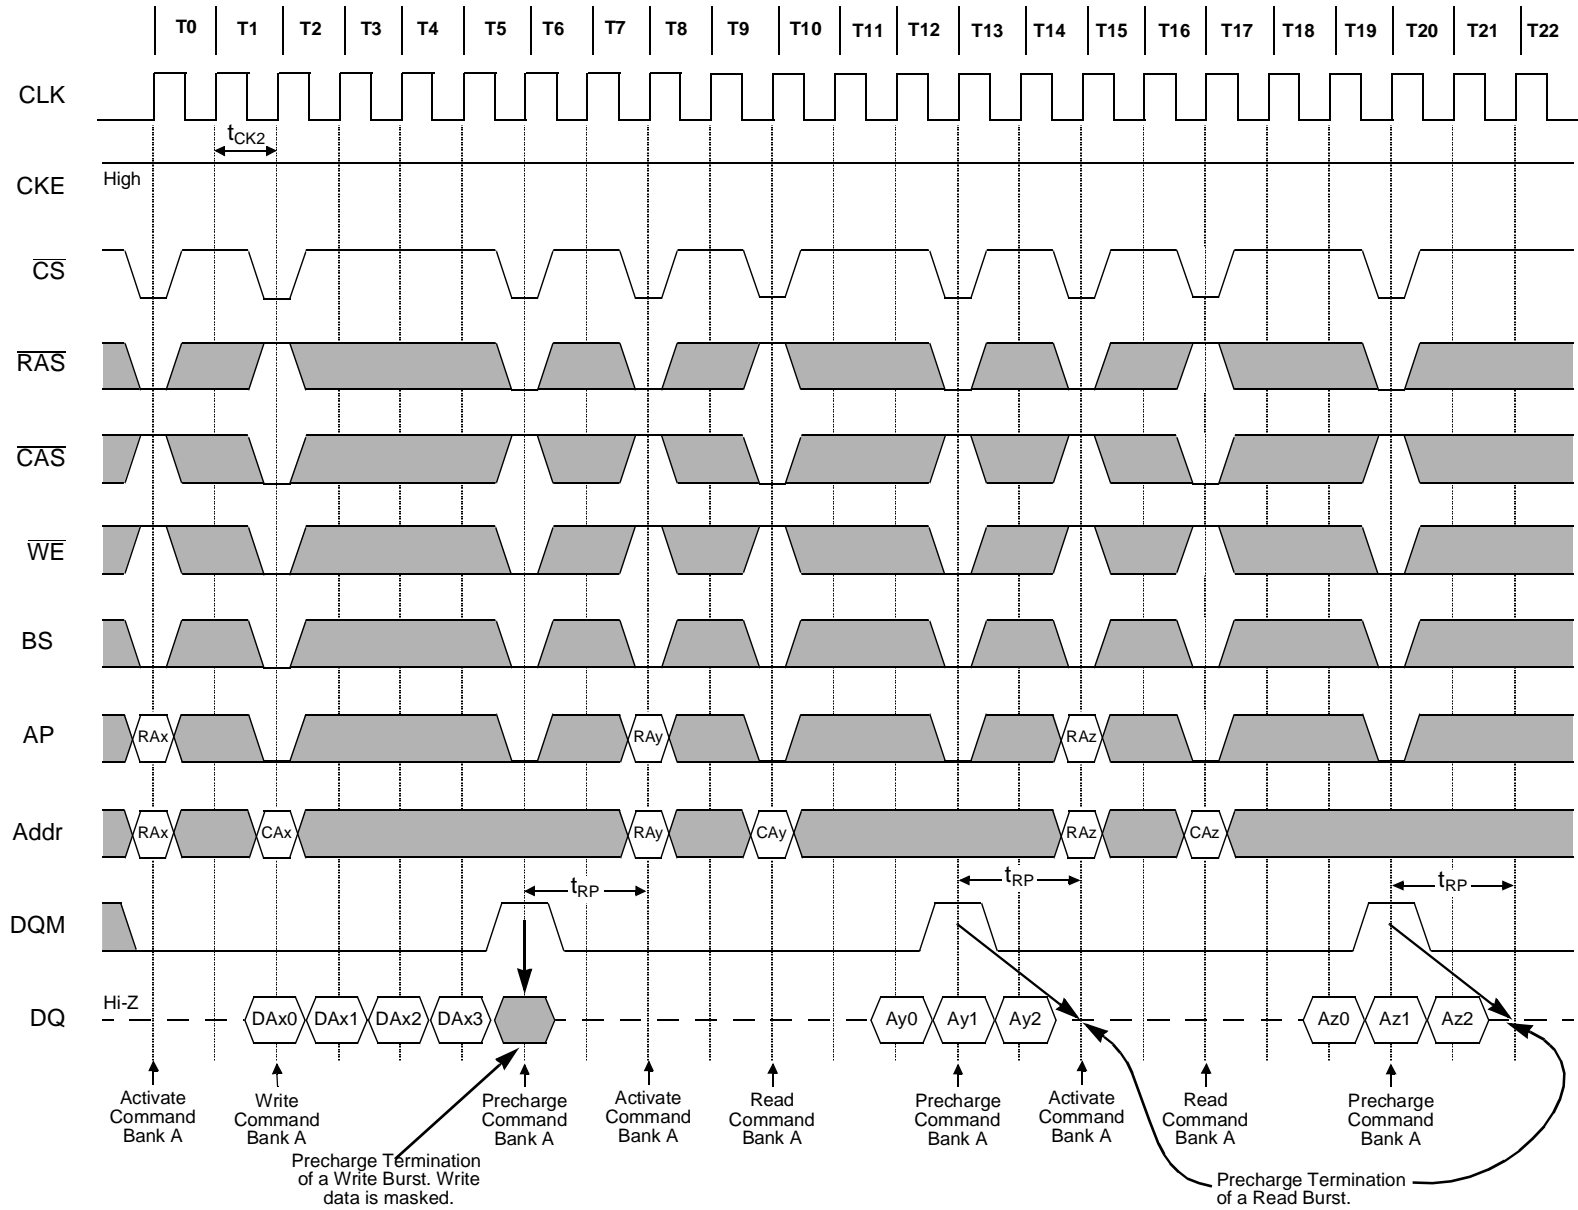 T0 T1 T2 T3 T4 T5 T6 T7 T8 T9 T10 T11 T12 T13 T14 T15 T16 T17 T18 T19 T20 T21 T22
CLK
tCK2
CKE High
CS
RAS
CAS
WE
BS
AP RAx RAy RAz
Addr RAx CAx RAy CAy RAz CAz
tRP tRP tRP
DQM
DQ Hi-Z DAx0 DAx1 DAx2 DAx3 Ay0 Ay1 Ay2 Az0 Az1 Az2
Activate
Command
Bank A
Write
Command
Bank A
Precharge
Command
Bank A
Activate
Command
Bank A
Read
Command
Bank A
Precharge
Command
Bank A
Activate
Command
Bank A
Read
Command
Bank A
Precharge
Command
Bank A
Precharge Termination
of a Write Burst. Write
data is masked.
Precharge Termination
of a Read Burst.